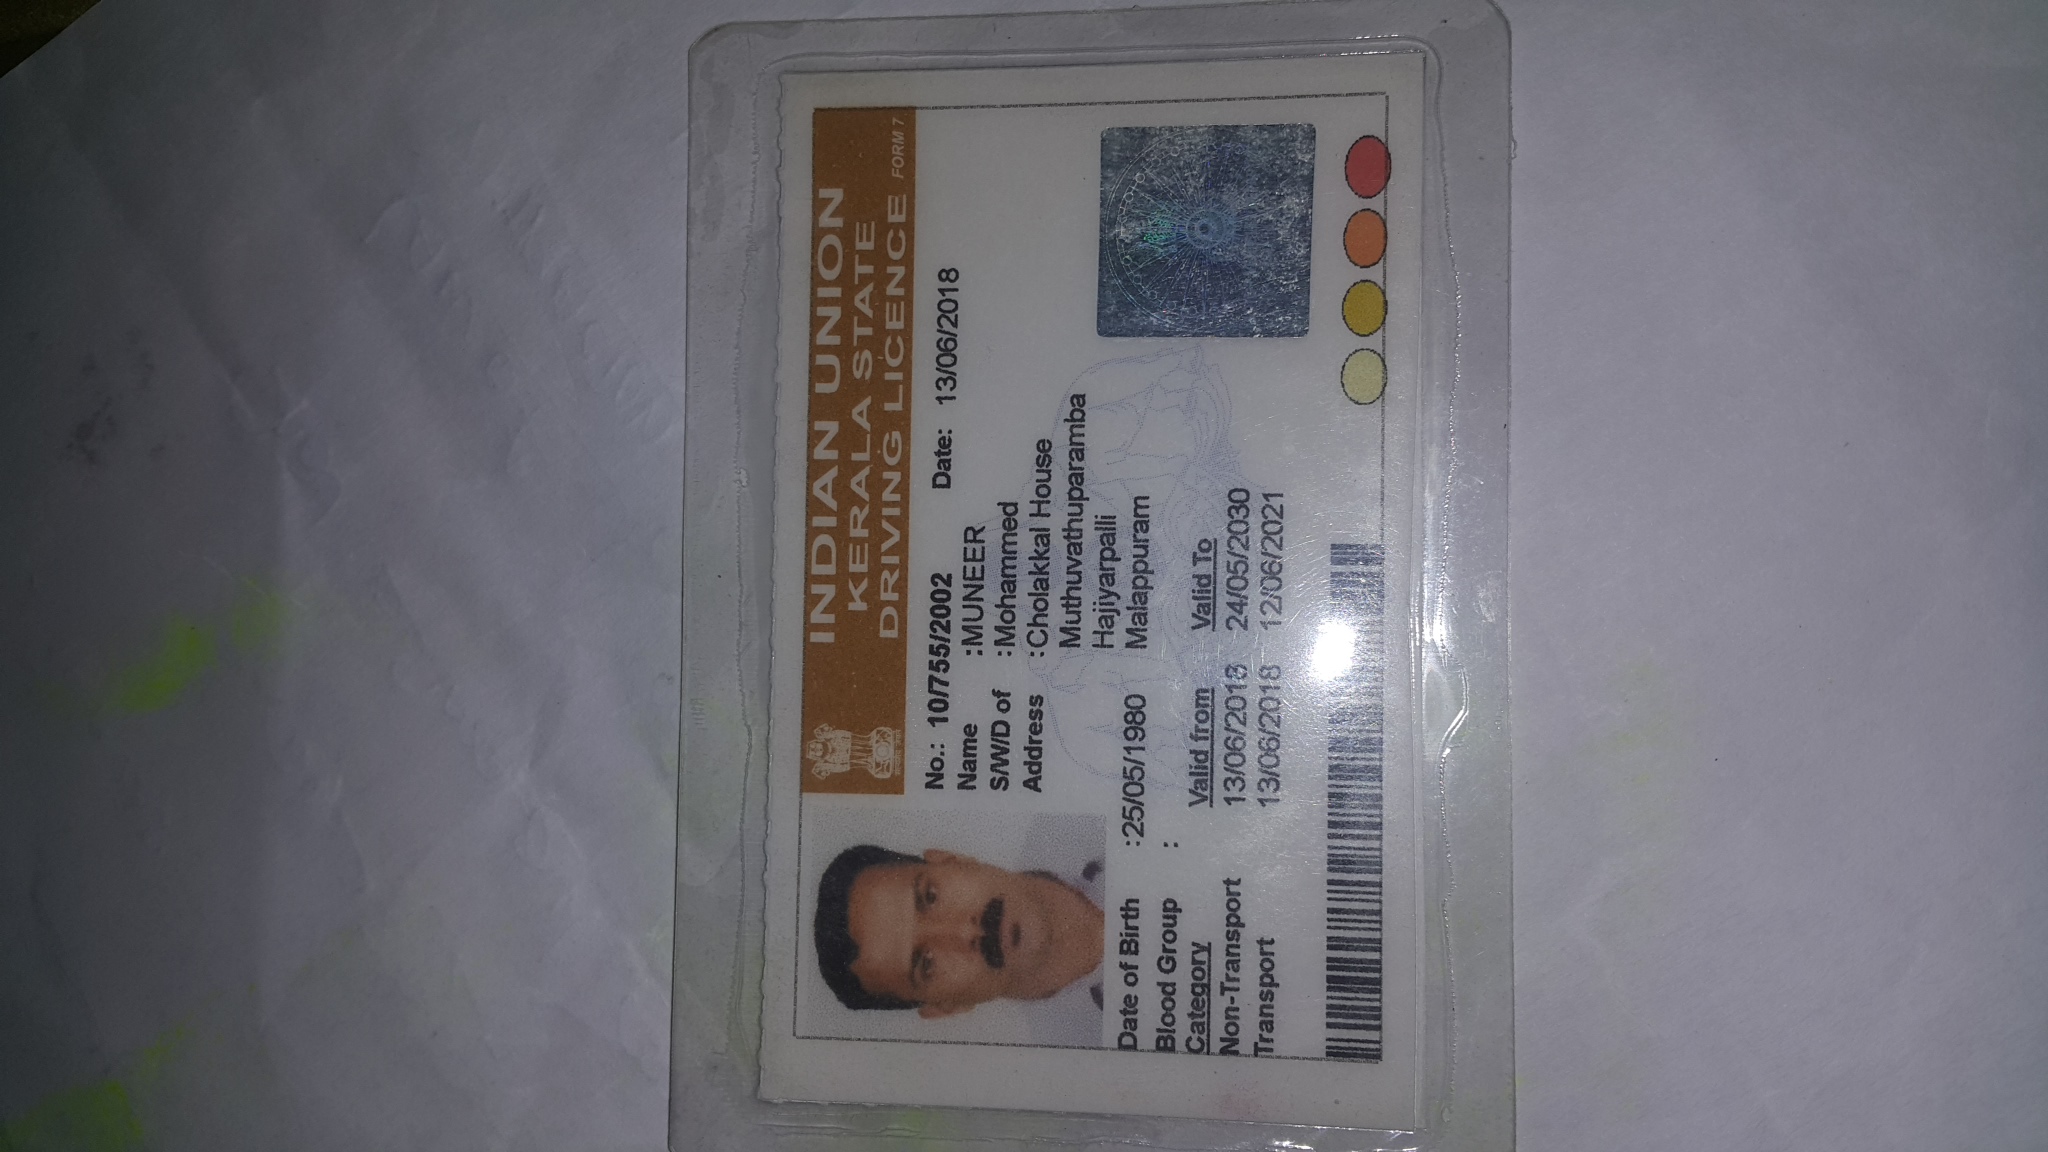 INDIAN UNION
KERALA STATE
DRIVING LICENCE FORM 7
No.: 10/755/2002 Date: 13/06/2018
Name :MUNEER
S/W/D of :Mohammed
Address :Cholakkal House
Muthuvathuparamba
Hajiyarpalli
Malappuram
Date of Birth :25/05/1980
Blood Group :
Category Valid from Valid To
Non-Transport 13/06/2018 24/05/2030
Transport 13/06/2018 12/06/2021